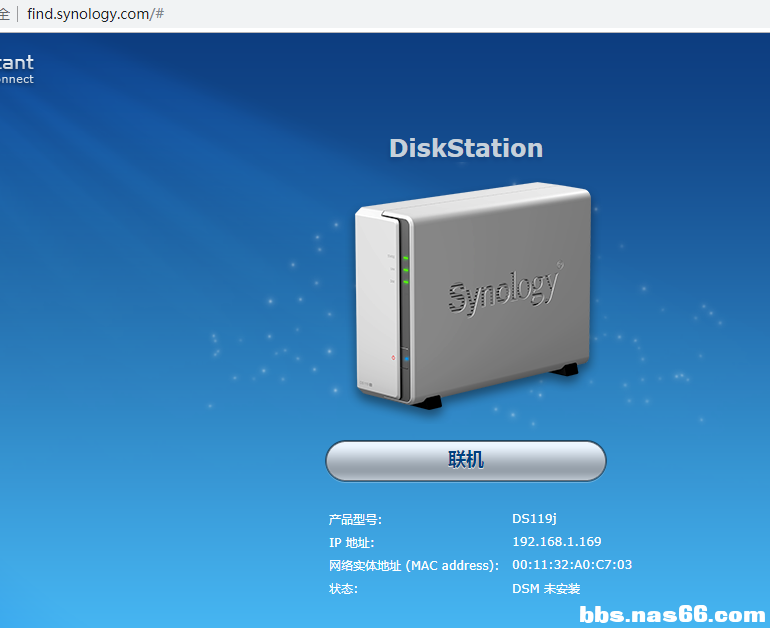 全 find.synology.com/#
tant
nnect
DiskStation
Synology
联机
产品型号: DS119j
IP 地址: 192.168.1.169
网络实体地址 (MAC address): 00:11:32:A0:C7:03
状态: DSM 未安装
bbs.nas66.com